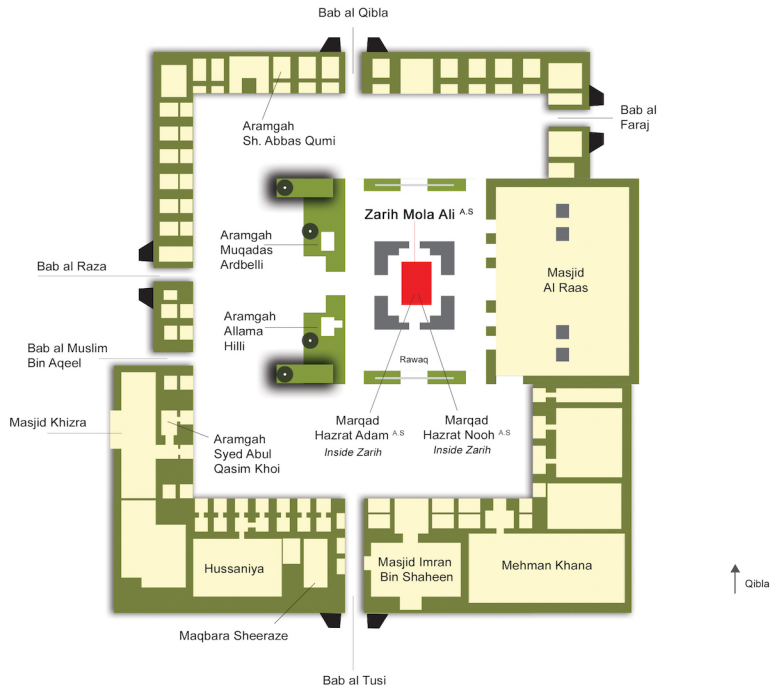 Bab al Qibla
Bab al
Faraj
Aramgah
Sh. Abbas Qumi
Zarih Mola Ali A.S
Aramgah
Muqadas
Ardbelli
Masjid
Al Raas
Bab al Raza
Aramgah
Allama
Hilli
Bab al Muslim
Bin Aqeel
Rawaq
Masjid Khizra
Aramgah
Syed Abul
Qasim Khoi
Marqad
Hazrat Adam A.S
Inside Zarih
Marqad
Hazrat Nooh A.S
Inside Zarih
Hussaniya
Masjid Imran
Bin Shaheen
Mehman Khana
Qibla
Maqbara Sheeraze
Bab al Tusi